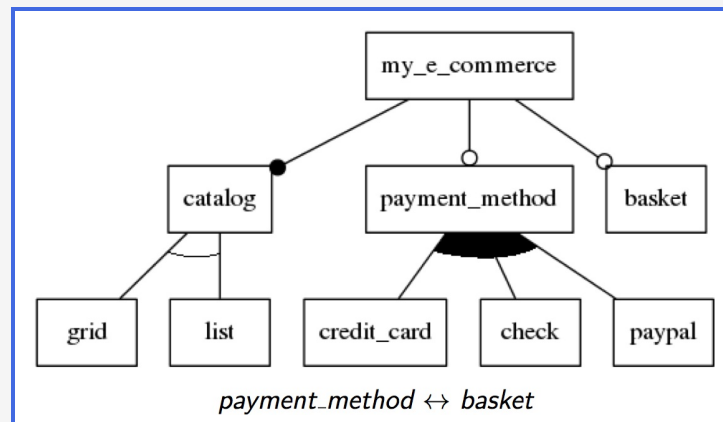 my_e_commerce
catalog
payment_method
basket
grid
list
credit_card
check
paypal
payment_method ↔ basket